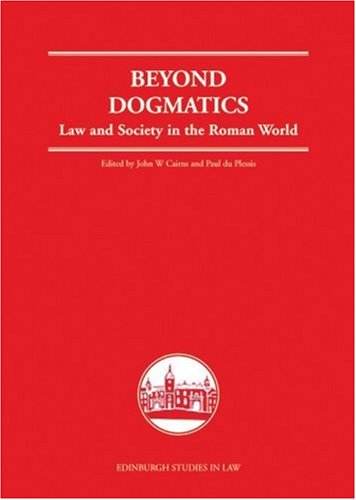 BEYOND
DOGMATICS
Law and Society in the Roman World
Edited by John W Cairns and Paul du Plessis
EDINBURGH STUDIES IN LAW